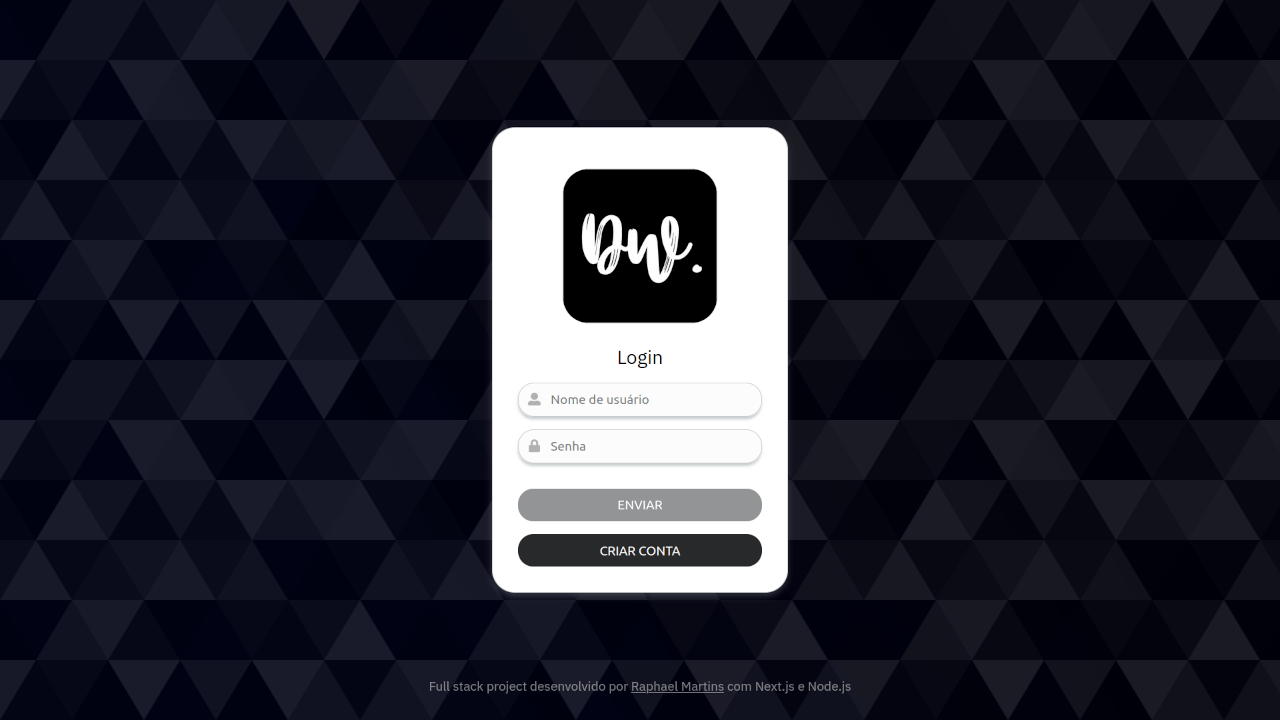 Dw.
Login
Nome de usuário
Senha
ENVIAR
CRIAR CONTA
Full stack project desenvolvido por Raphael Martins com Next.js e Node.js